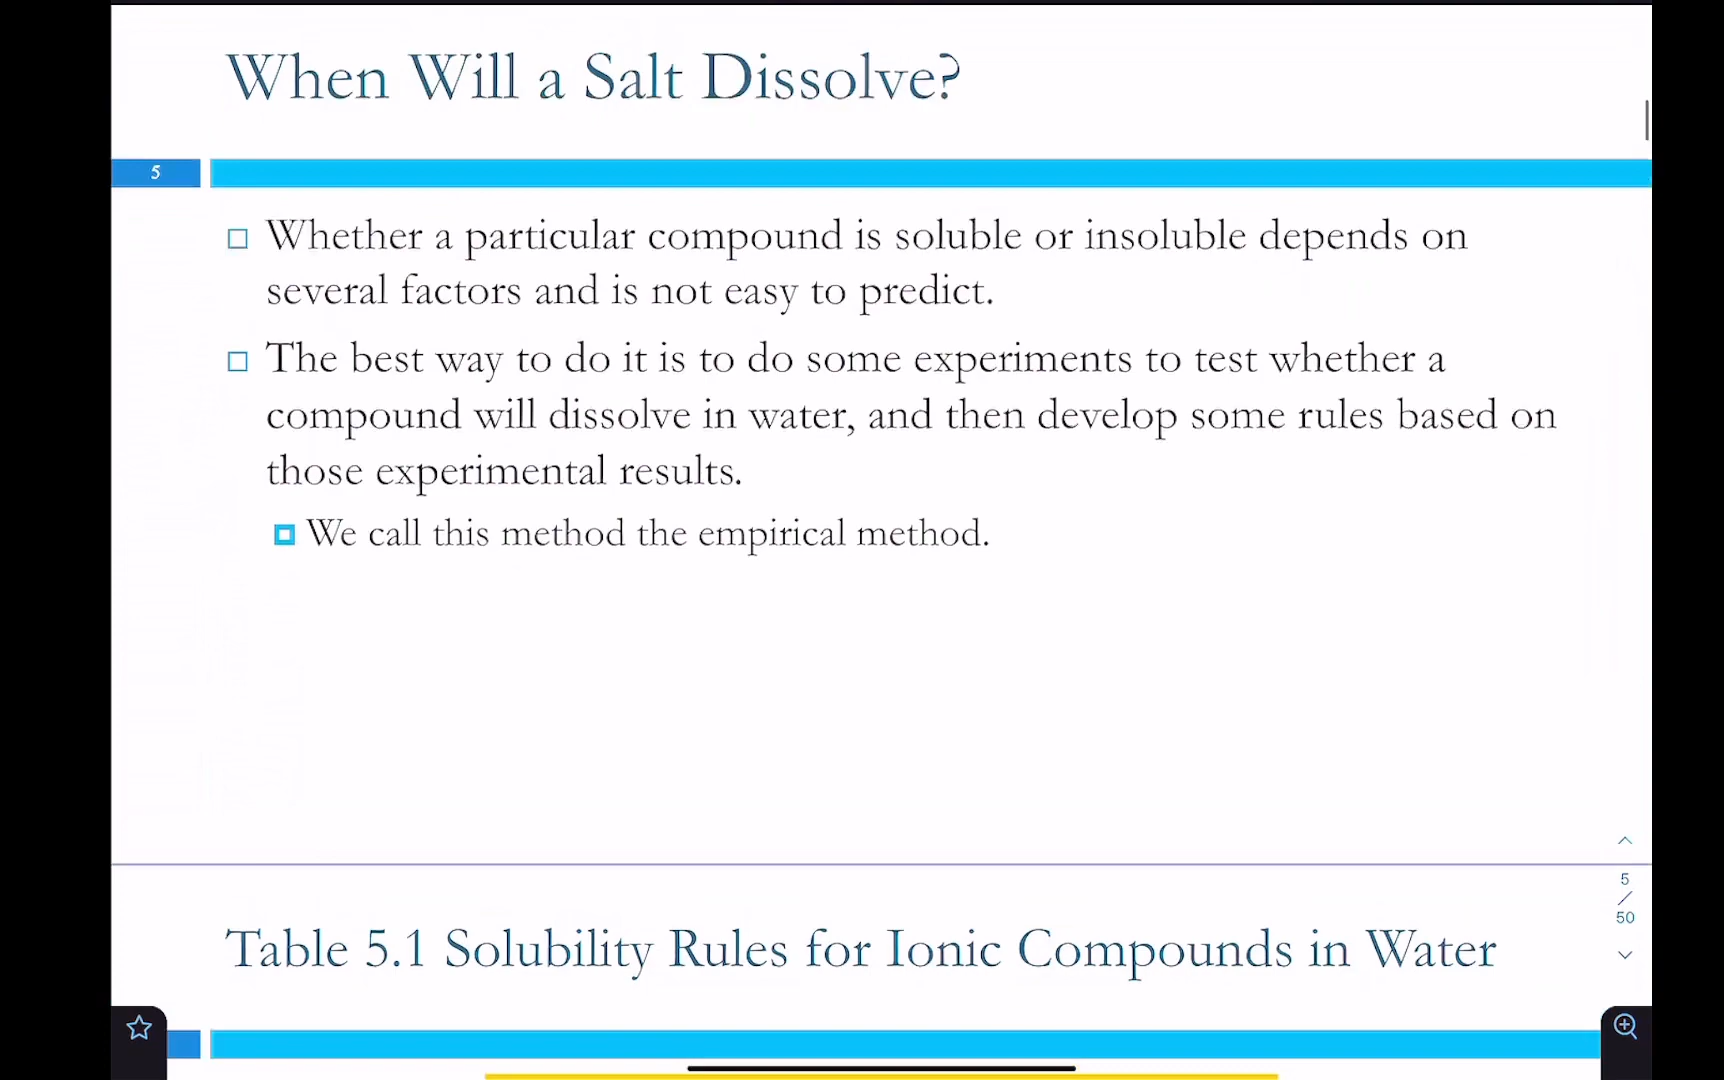 When Will a Salt Dissolve?
5
Whether a particular compound is soluble or insoluble depends on
several factors and is not easy to predict.
The best way to do it is to do some experiments to test whether a
compound will dissolve in water, and then develop some rules based on
those experimental results.
We call this method the empirical method.
5
/
50
Table 5.1 Solubility Rules for Ionic Compounds in Water